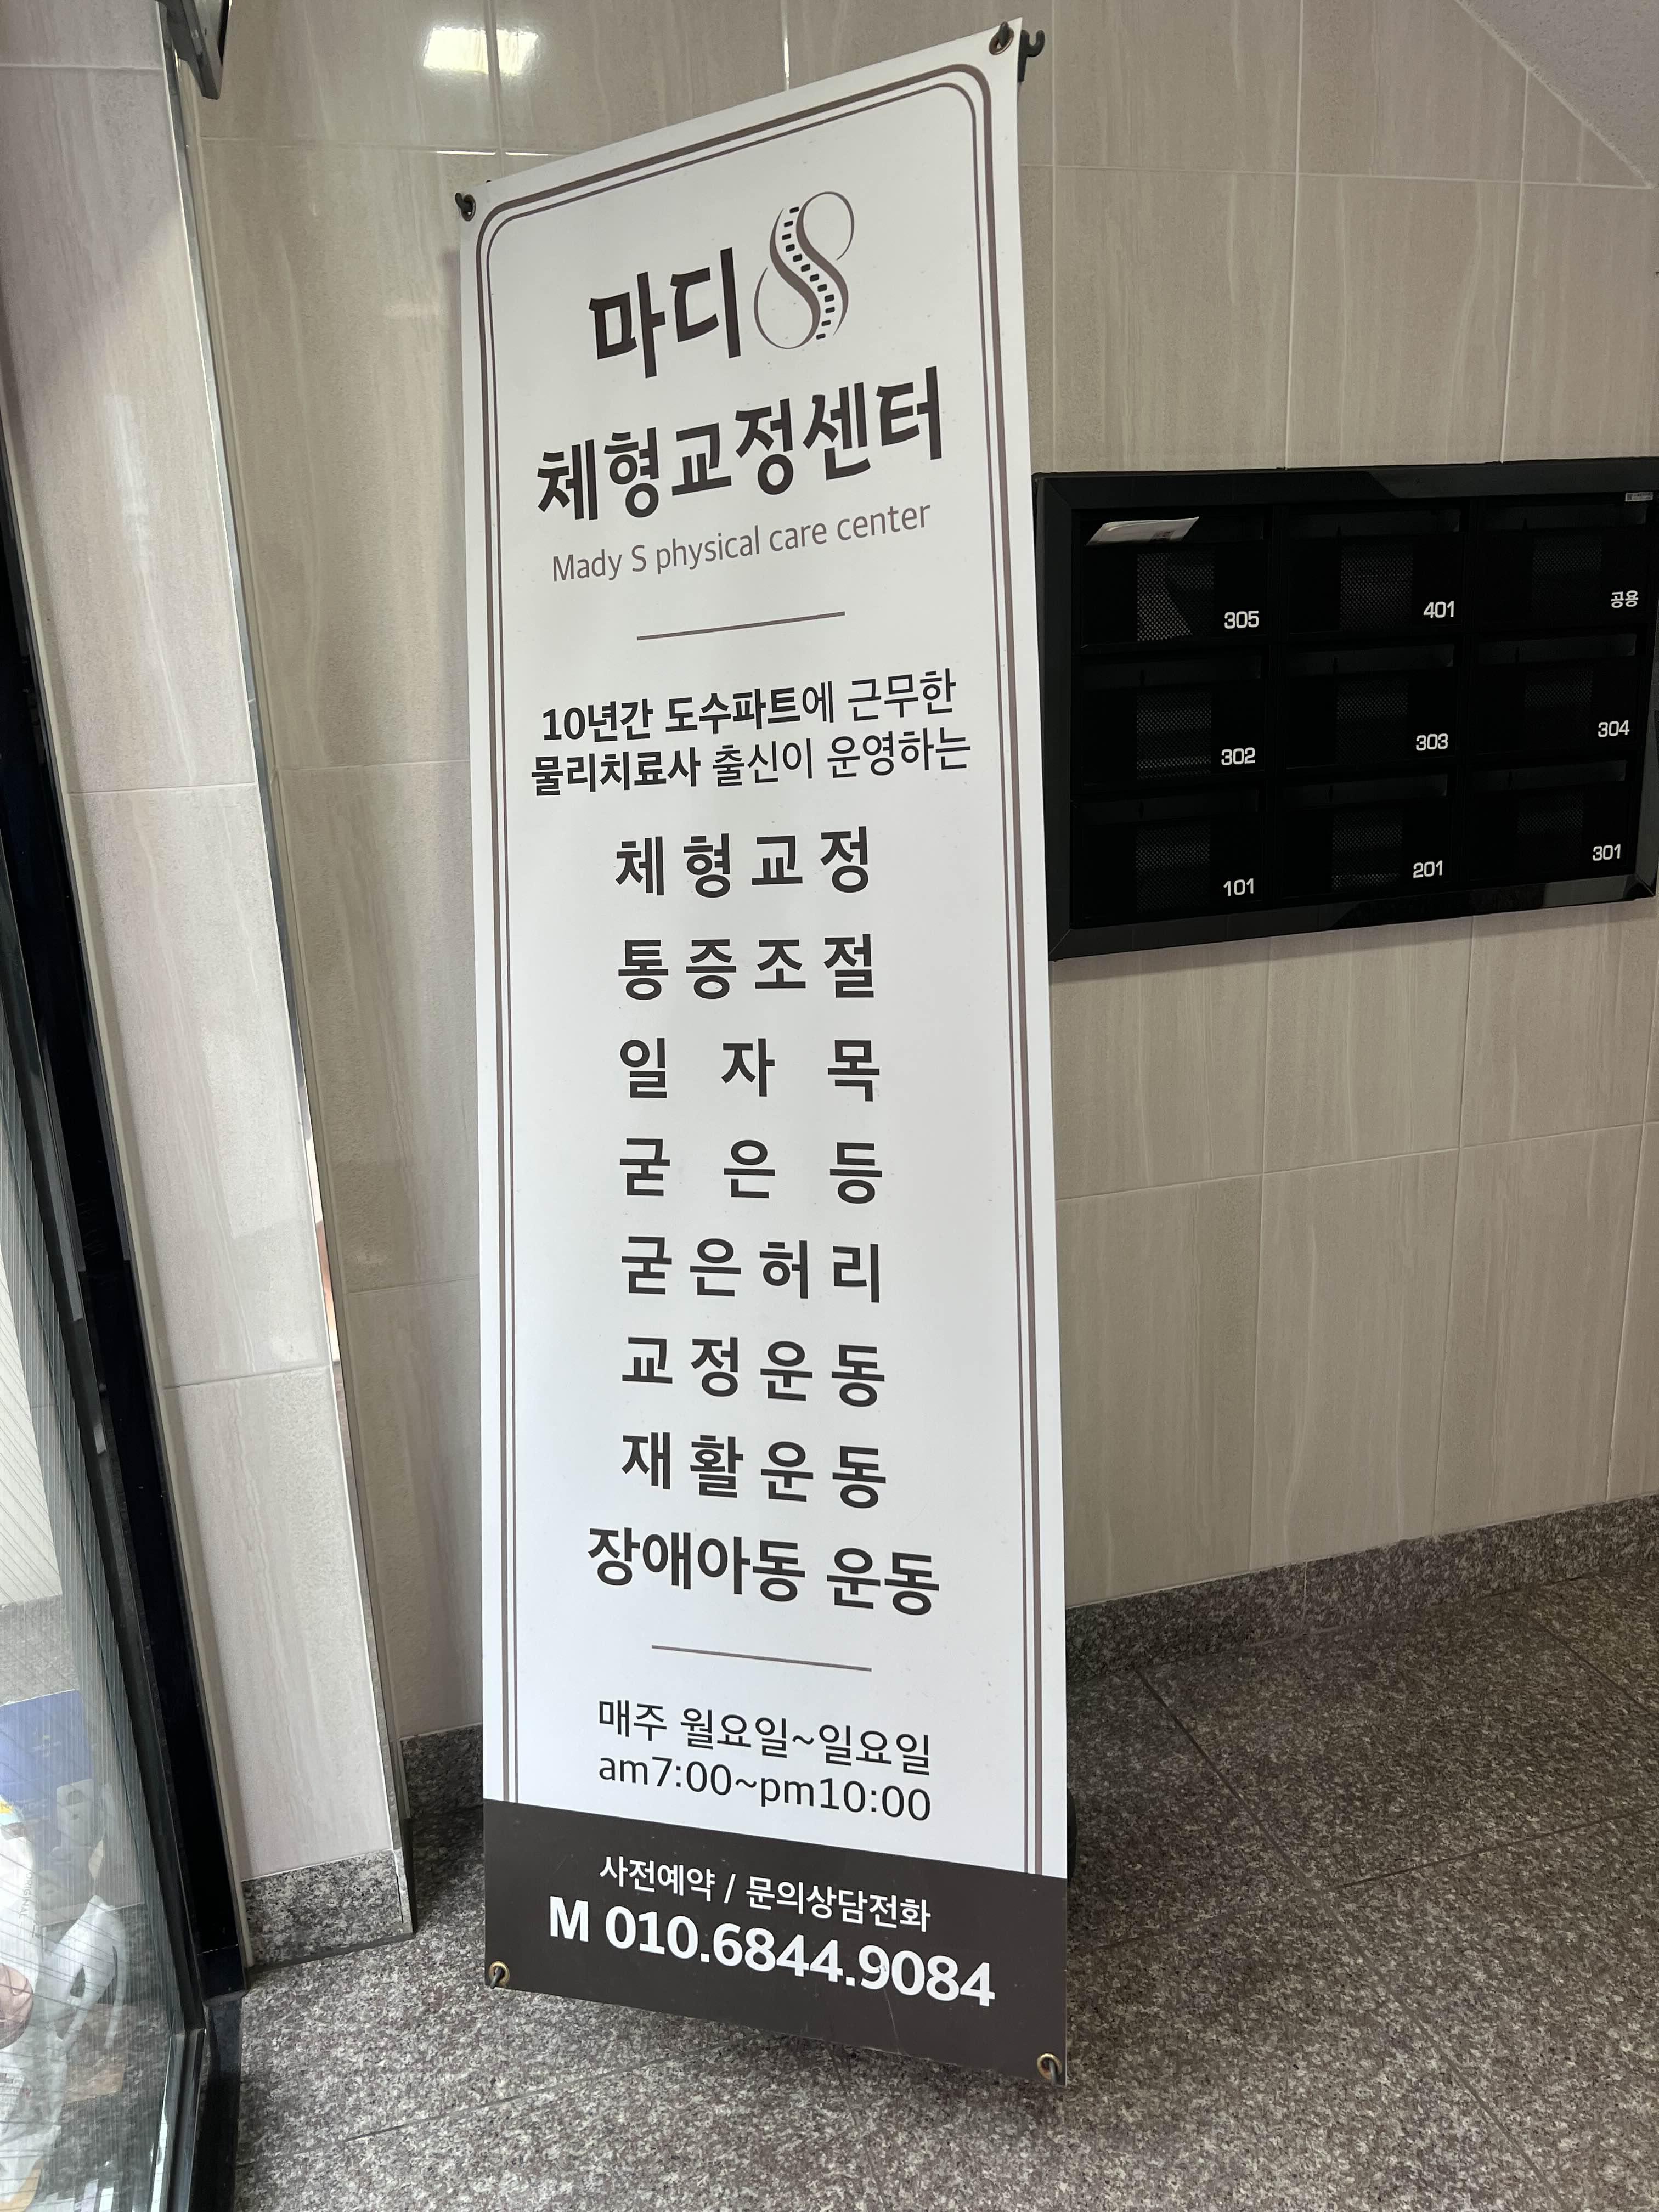 마디S
체형교정센터
Mady S physical care center
10년간 도수파트에 근무한
물리치료사 출신이 운영하는
체형교정
통증조절
일자목
굳은등
굳은허리
교정운동
재활운동
장애아동 운동
매주 월요일~일요일
am7:00~pm10:00
사전예약 / 문의상담전화
M 010.6844.9084
305 401 공용
302 303 304
101 201 301